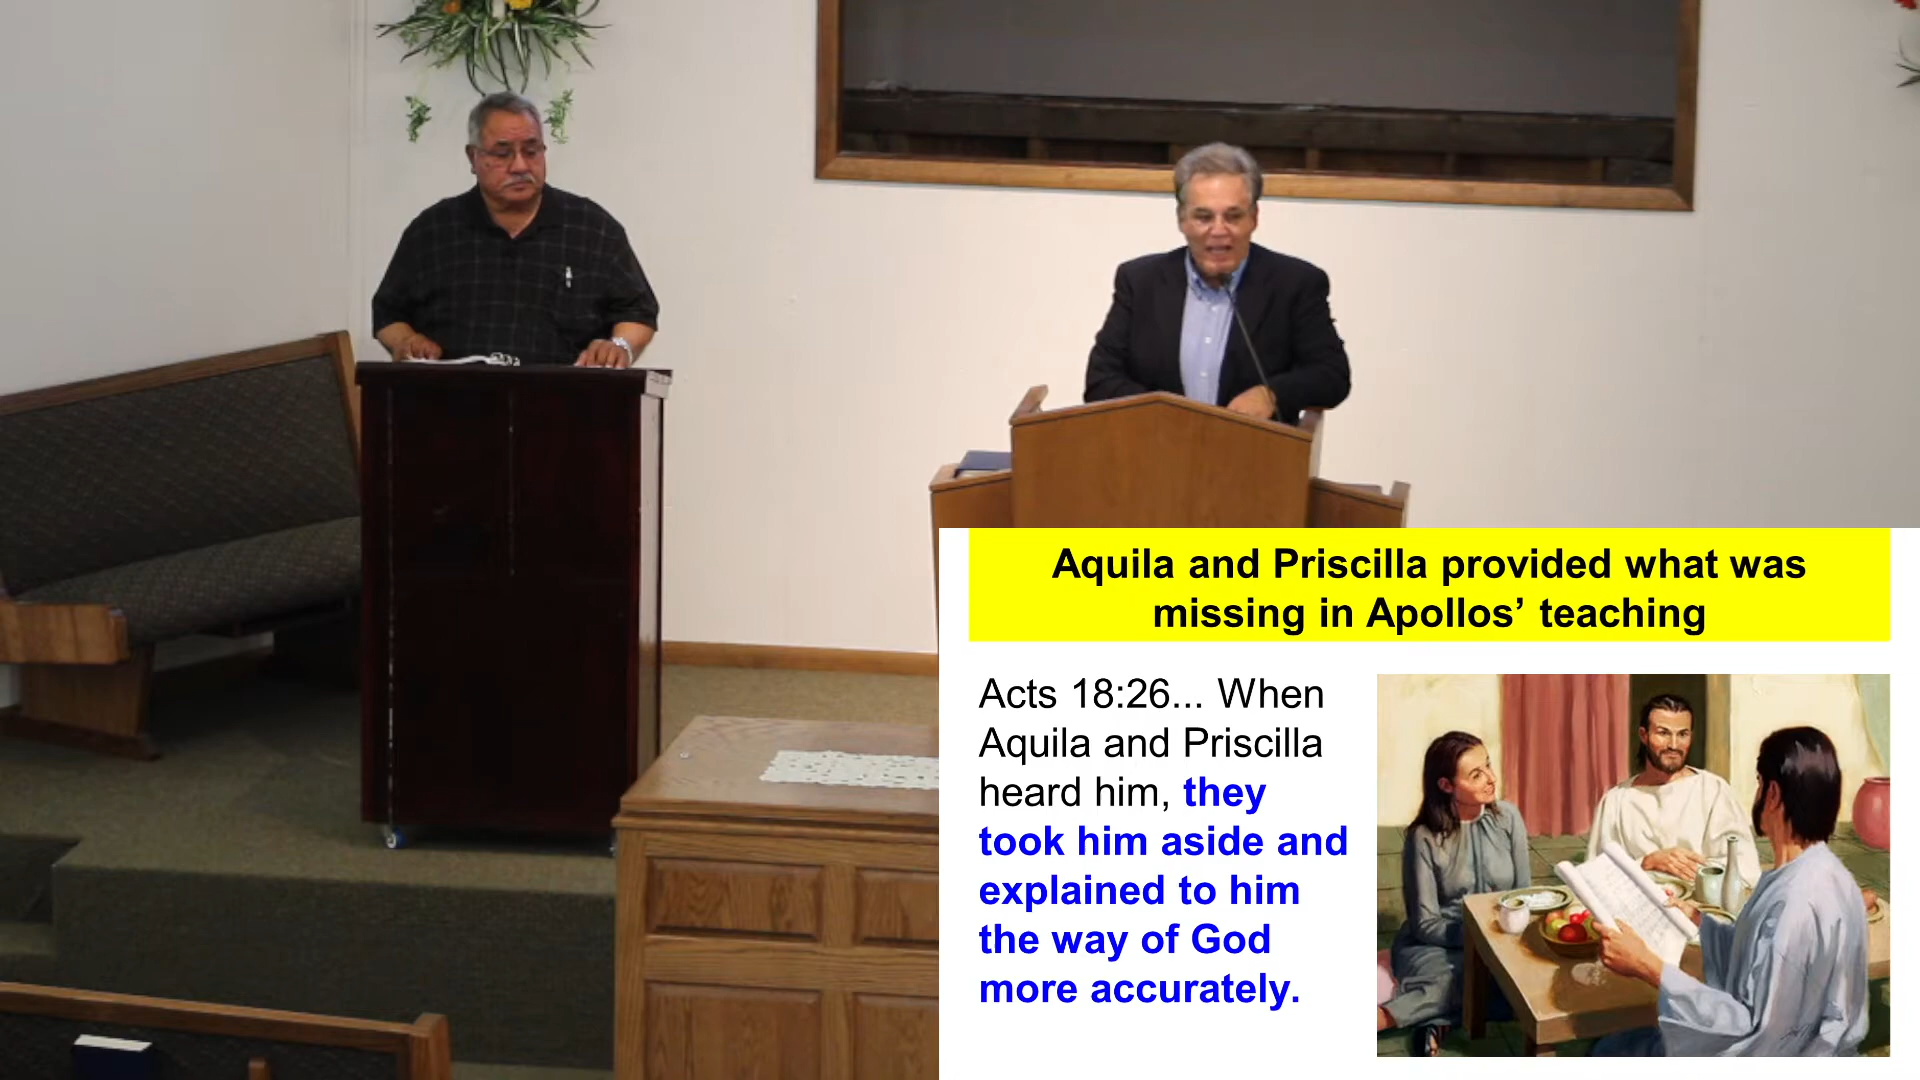 Aquila and Priscilla provided what was
missing in Apollos’ teaching
Acts 18:26... When
Aquila and Priscilla
heard him, they
took him aside and
explained to him
the way of God
more accurately.